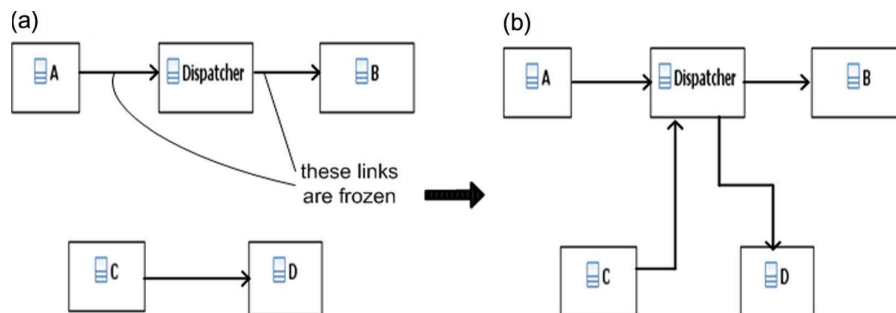 (a)
A
Dispatcher
B
these links
are frozen
C
D
(b)
A
Dispatcher
B
C
D